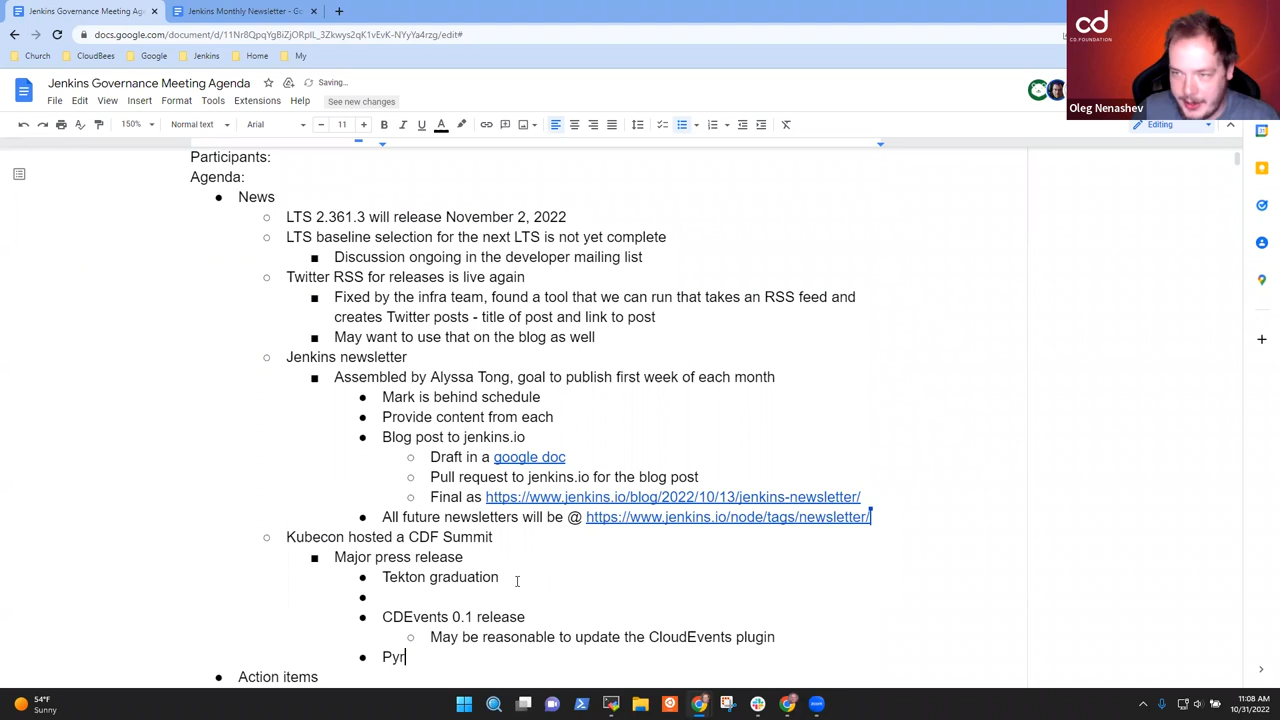 Jenkins Governance Meeting Age
Jenkins Monthly Newsletter - Go
docs.google.com/document/d/11Nr8QpqYgBiZjORpIL_3Zkwys2qK1vEvK-NYyYa4rzg/edit#
Church
CloudBees
Google
Jenkins
Home
My
cd
CD.FOUNDATION
Oleg Nenashev
Jenkins Governance Meeting Agenda
Saving...
File Edit View Insert Format Tools Extensions Help
See new changes
150%
Normal text
Arial
11
Editing
Participants:
Agenda:
News
LTS 2.361.3 will release November 2, 2022
LTS baseline selection for the next LTS is not yet complete
Discussion ongoing in the developer mailing list
Twitter RSS for releases is live again
Fixed by the infra team, found a tool that we can run that takes an RSS feed and
creates Twitter posts - title of post and link to post
May want to use that on the blog as well
Jenkins newsletter
Assembled by Alyssa Tong, goal to publish first week of each month
Mark is behind schedule
Provide content from each
Blog post to jenkins.io
Draft in a google doc
Pull request to jenkins.io for the blog post
Final as https://www.jenkins.io/blog/2022/10/13/jenkins-newsletter/
All future newsletters will be @ https://www.jenkins.io/node/tags/newsletter/
Kubecon hosted a CDF Summit
Major press release
Tekton graduation
CDEvents 0.1 release
May be reasonable to update the CloudEvents plugin
Pyr
Action items
54°F
Sunny
11:08 AM
10/31/2022